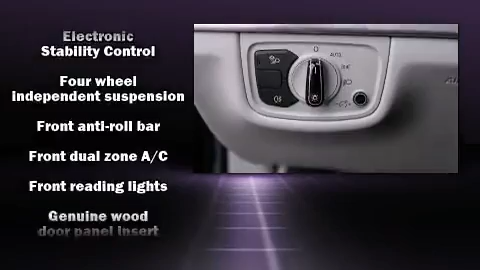 Electronic
Stability Control
Four wheel
independent suspension
Front anti-roll bar
Front dual zone A/C
Front reading lights
Genuine wood
door panel insert
AUTO